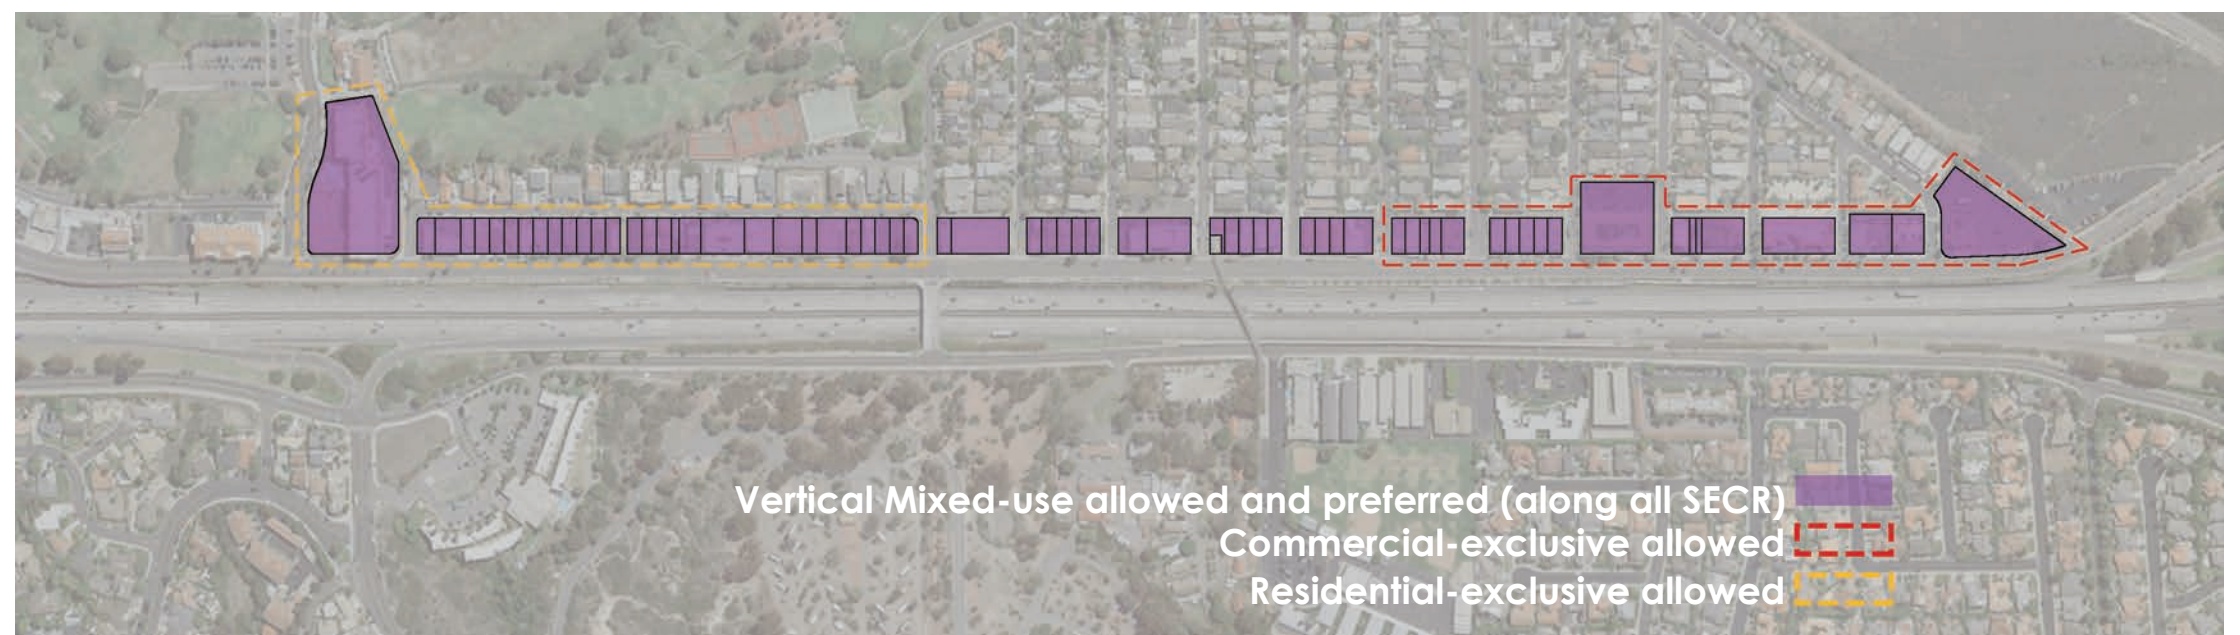 Vertical Mixed-use allowed and preferred (along all SECR)
Commercial-exclusive allowed
Residential-exclusive allowed